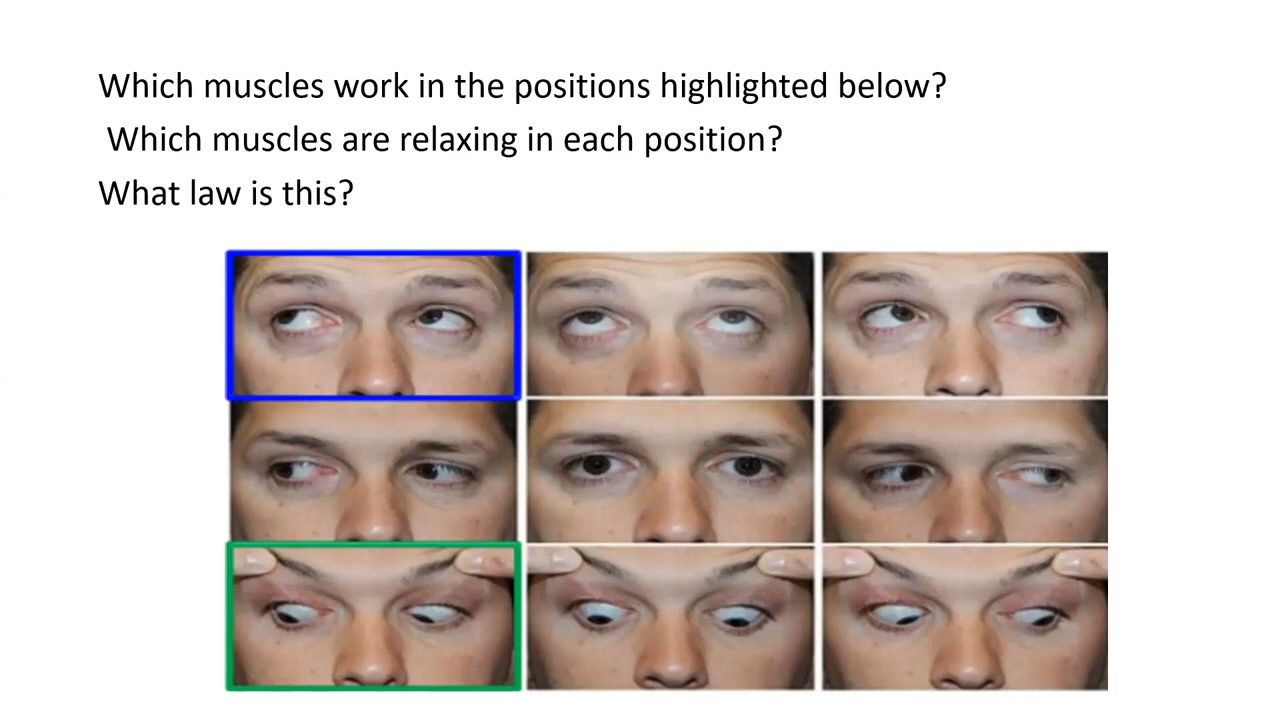 Which muscles work in the positions highlighted below?
Which muscles are relaxing in each position?
What law is this?